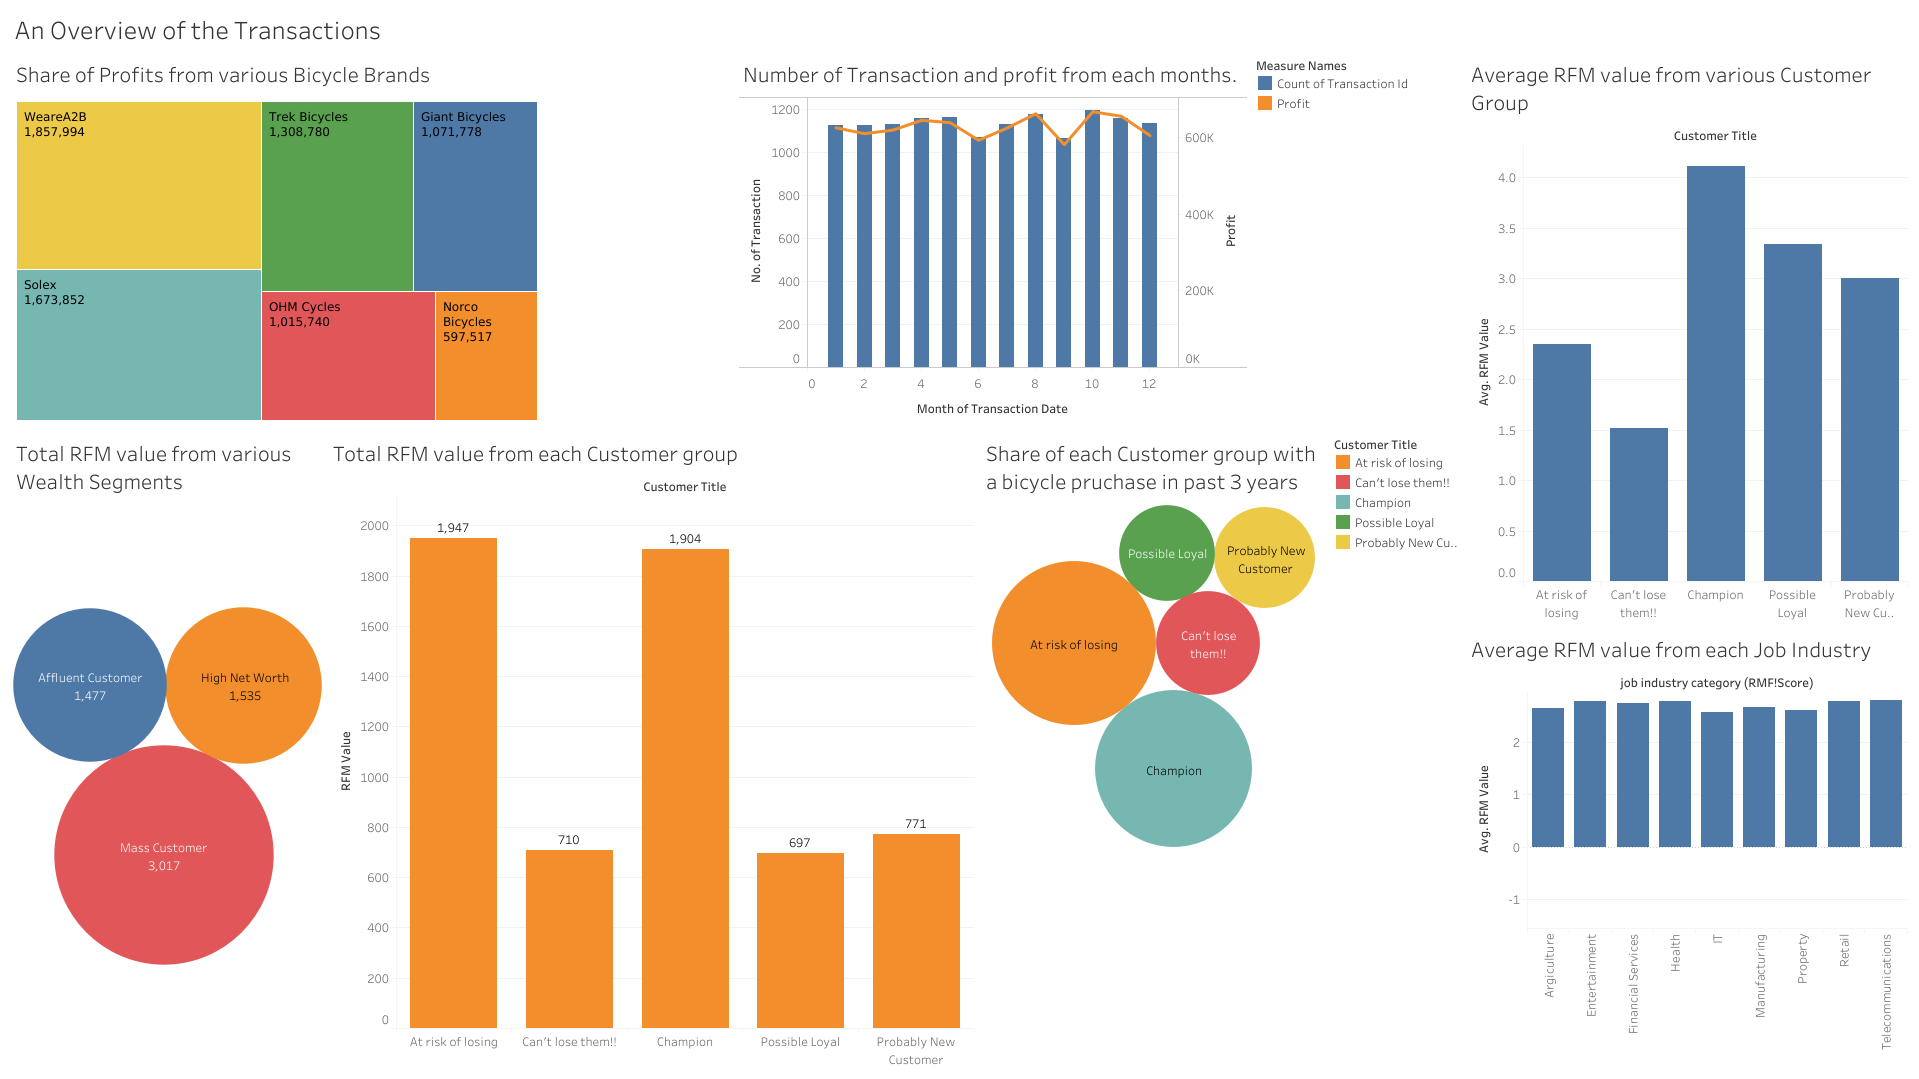 An Overview of the Transactions
Share of Profits from various Bicycle Brands
WeareA2B
1,857,994
Trek Bicycles
1,308,780
Giant Bicycles
1,071,778
Solex
1,673,852
OHM Cycles
1,015,740
Norco
Bicycles
597,517
Number of Transaction and profit from each months.
Measure Names
Count of Transaction Id
Profit
No. of Transaction
1200
1000
800
600
400
200
0
600K
400K
200K
0K
Profit
0 2 4 6 8 10 12
Month of Transaction Date
Average RFM value from various Customer
Group
Customer Title
Avg. RFM Value
4.0
3.5
3.0
2.5
2.0
1.5
1.0
0.5
0.0
At risk of
losing
Can't lose
them!!
Champion
Possible
Loyal
Probably
New Cu..
Total RFM value from various
Wealth Segments
Affluent Customer
1,477
High Net Worth
1,535
Mass Customer
3,017
Total RFM value from each Customer group
Customer Title
RFM Value
2000
1800
1600
1400
1200
1000
800
600
400
200
0
1,947
710
1,904
697
771
At risk of losing
Can't lose them!!
Champion
Possible Loyal
Probably New
Customer
Share of each Customer group with
a bicycle pruchase in past 3 years
Possible Loyal
Probably New
Customer
At risk of losing
Can't lose
them!!
Champion
Customer Title
At risk of losing
Can't lose them!!
Champion
Possible Loyal
Probably New Cu..
Average RFM value from each Job Industry
job industry category (RMF!Score)
Avg. RFM Value
2
1
0
-1
Argiculture
Entertainment
Financial Services
Health
IT
Manufacturing
Property
Retail
Telecommunications